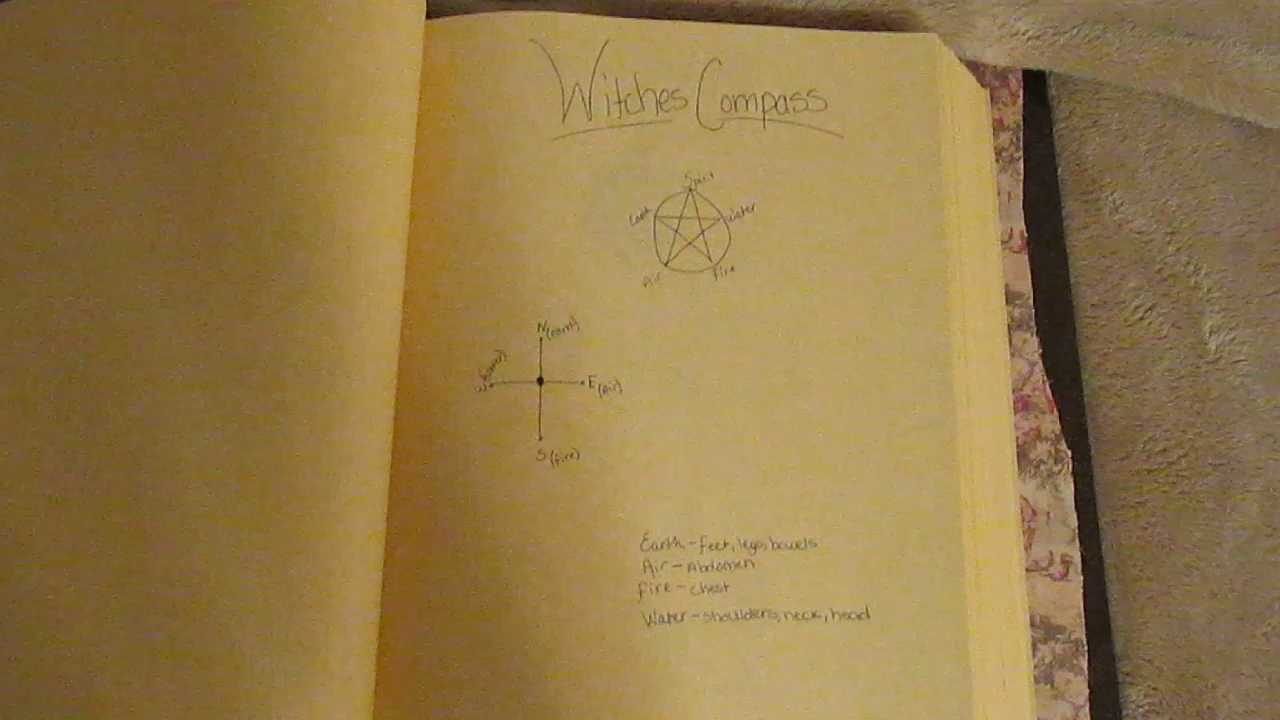 Witches Compass
Spirit
Earth
Water
Air
Fire
N (earth)
W (water)
E (Air)
S (fire)
Earth - feet, legs, bowels
Air - Abdomen
fire - chest
Water - shoulders, neck, head